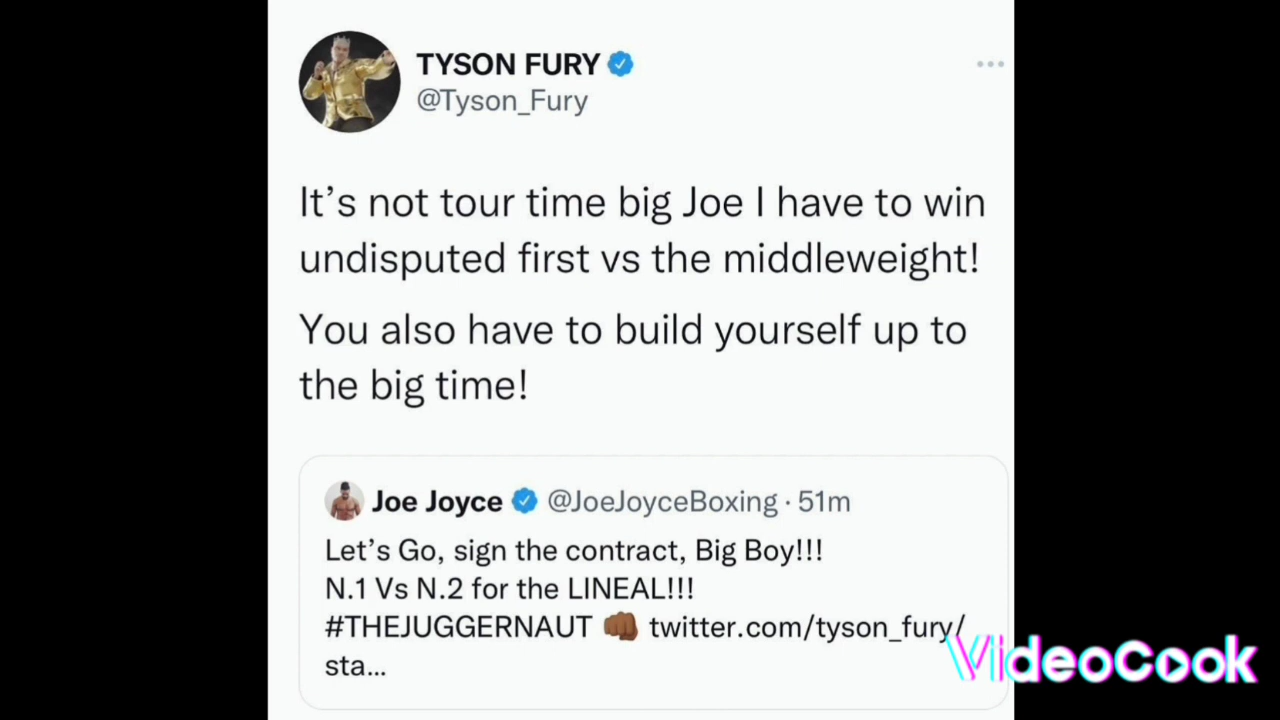 TYSON FURY
@Tyson_Fury
It’s not tour time big Joe I have to win
undisputed first vs the middleweight!
You also have to build yourself up to
the big time!
Joe Joyce @JoeJoyceBoxing · 51m
Let’s Go, sign the contract, Big Boy!!!
N.1 Vs N.2 for the LINEAL!!!
#THEJUGGERNAUT 👊🏾 twitter.com/tyson_fury/
sta...
VideoCook